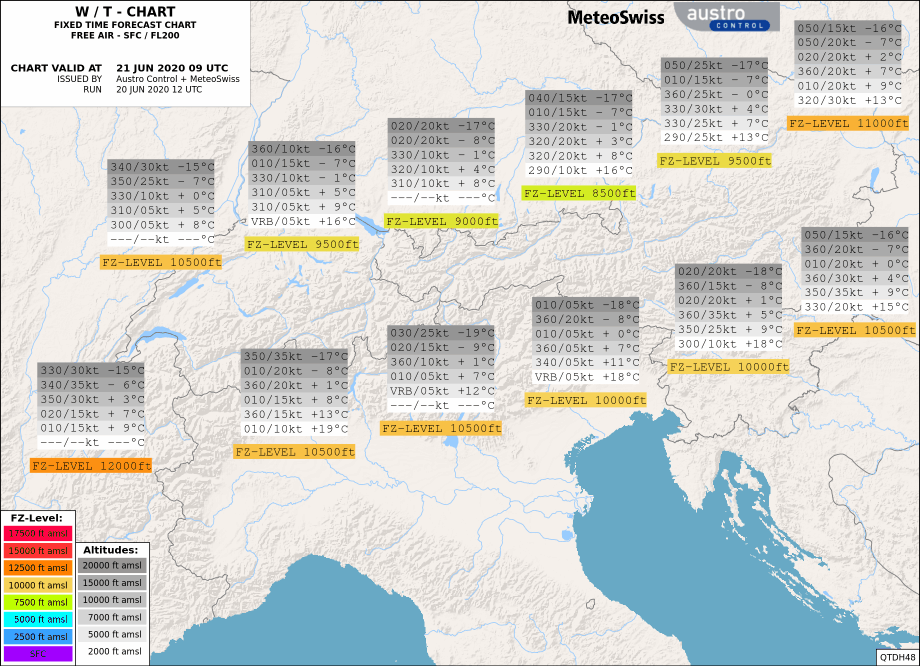 W / T - CHART
FIXED TIME FORECAST CHART
FREE AIR - SFC / FL200
CHART VALID AT 21 JUN 2020 09 UTC
ISSUED BY Austro Control + MeteoSwiss
RUN 20 JUN 2020 12 UTC
MeteoSwiss
austro
CONTROL
050/15kt -16°C
050/20kt - 7°C
020/20kt + 2°C
360/20kt + 7°C
010/20kt + 9°C
320/30kt +13°C
FZ-LEVEL 11000ft
050/25kt -17°C
010/15kt - 7°C
360/25kt - 0°C
330/30kt + 4°C
330/25kt + 7°C
290/25kt +13°C
FZ-LEVEL 9500ft
040/15kt -17°C
010/15kt - 7°C
330/20kt - 1°C
320/20kt + 3°C
320/20kt + 8°C
290/10kt +16°C
FZ-LEVEL 8500ft
020/20kt -17°C
020/20kt - 8°C
330/10kt - 1°C
320/10kt + 4°C
310/10kt + 8°C
---/--kt ---°C
FZ-LEVEL 9000ft
360/10kt -16°C
010/15kt - 7°C
330/10kt - 1°C
310/05kt + 5°C
310/05kt + 9°C
VRB/05kt +16°C
FZ-LEVEL 9500ft
340/30kt -15°C
350/25kt - 7°C
330/10kt + 0°C
310/05kt + 5°C
300/05kt + 8°C
---/--kt ---°C
FZ-LEVEL 10500ft
050/15kt -16°C
360/20kt - 7°C
010/20kt + 0°C
360/30kt + 4°C
350/35kt + 9°C
330/20kt +15°C
FZ-LEVEL 10500ft
020/20kt -18°C
360/15kt - 8°C
020/20kt + 1°C
360/35kt + 5°C
350/25kt + 9°C
300/10kt +18°C
FZ-LEVEL 10000ft
010/05kt -18°C
360/20kt - 8°C
010/05kt + 0°C
360/05kt + 7°C
340/05kt +11°C
VRB/05kt +18°C
FZ-LEVEL 10000ft
030/25kt -19°C
020/15kt - 9°C
360/10kt + 1°C
010/05kt + 7°C
VRB/05kt +12°C
---/--kt ---°C
FZ-LEVEL 10500ft
350/35kt -17°C
010/20kt - 8°C
360/20kt + 1°C
010/15kt + 8°C
360/15kt +13°C
010/10kt +19°C
FZ-LEVEL 10500ft
330/30kt -15°C
340/35kt - 6°C
350/30kt + 3°C
020/15kt + 7°C
010/15kt + 9°C
---/--kt ---°C
FZ-LEVEL 12000ft
FZ-Level:
17500 ft amsl
15000 ft amsl
12500 ft amsl
10000 ft amsl
7500 ft amsl
5000 ft amsl
2500 ft amsl
SFC
Altitudes:
20000 ft amsl
15000 ft amsl
10000 ft amsl
7000 ft amsl
5000 ft amsl
2000 ft amsl
QTDH48